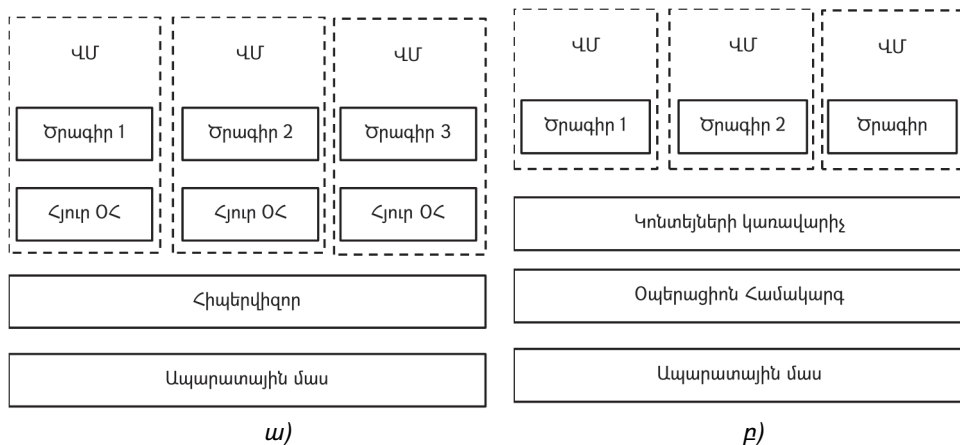 ՎՄ
ՎՄ
ՎՄ
Ծրագիր 1
Ծրագիր 2
Ծրագիր 3
Հյուր ՕՀ
Հյուր ՕՀ
Հյուր ՕՀ
Հիպերվիզոր
Ապարատային մաս
ա)
ՎՄ
ՎՄ
ՎՄ
Ծրագիր 1
Ծրագիր 2
Ծրագիր
Կոնտեյների կառավարիչ
Օպերացիոն Համակարգ
Ապարատային մաս
բ)